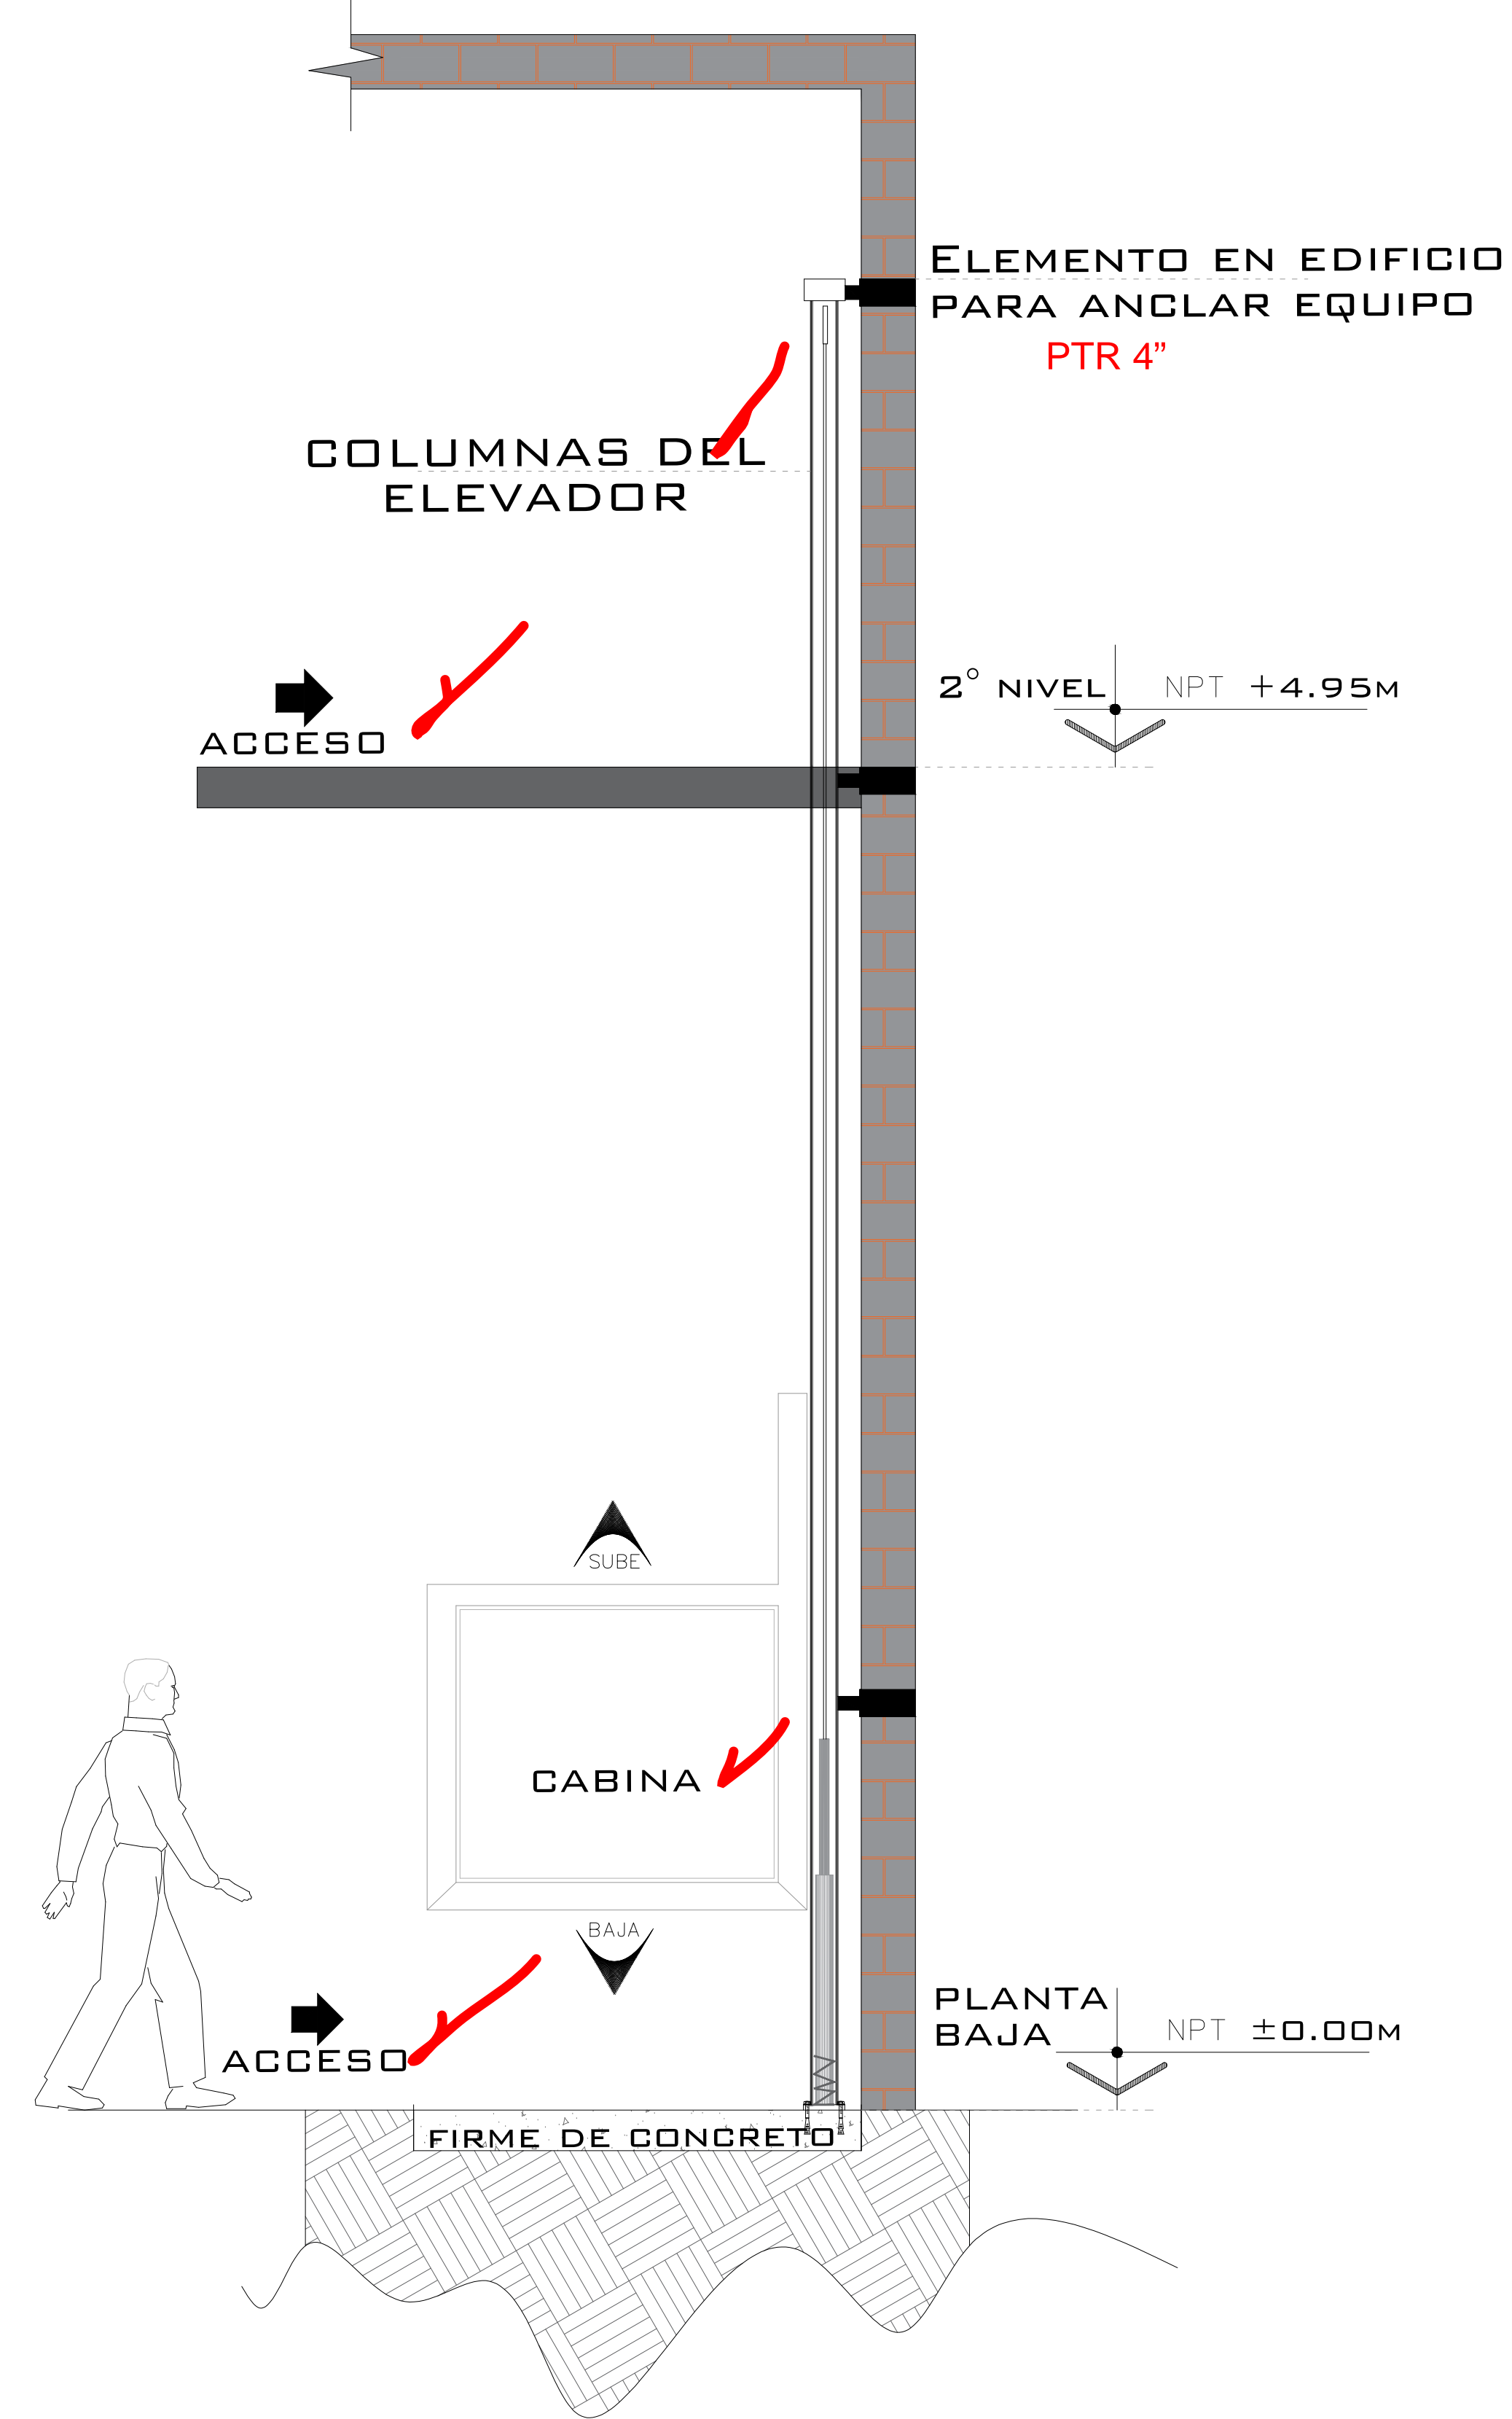 ELEMENTO EN EDIFICIO
PARA ANCLAR EQUIPO
PTR 4"
COLUMNAS DEL
ELEVADOR
2° NIVEL NPT +4.95M
ACCESO
SUBE
CABINA
BAJA
PLANTA
BAJA NPT ±0.00M
ACCESO
FIRME DE CONCRETO